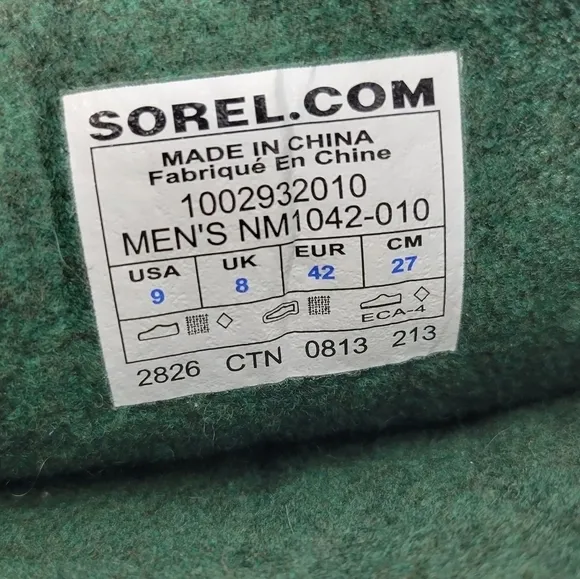 SOREL.COM
MADE IN CHINA
Fabriqué En Chine
1002932010
MEN'S NM1042-010
USA UK EUR CM
9 8 42 27
ECA-4
2826 CTN 0813 213